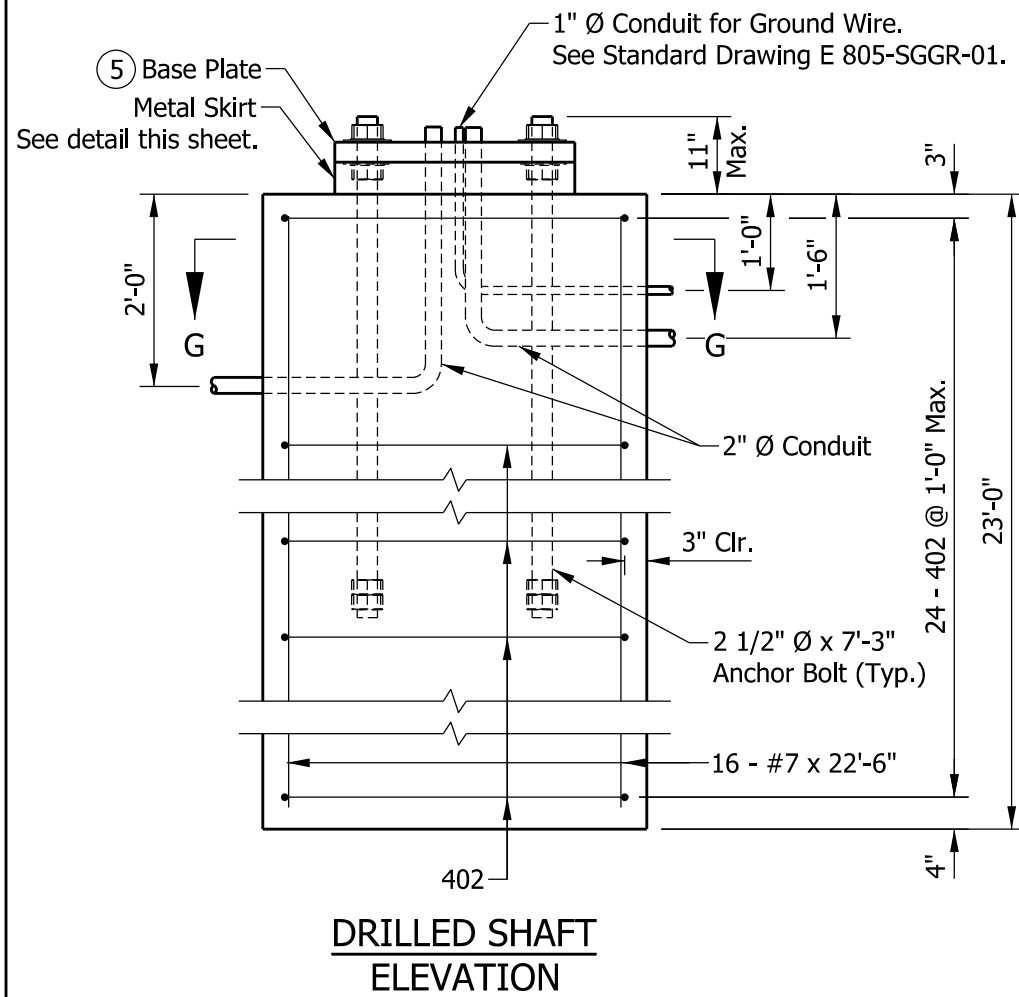 1" Ø Conduit for Ground Wire.
See Standard Drawing E 805-SGGR-01.
5 Base Plate
Metal Skirt
See detail this sheet.
11" Max.
3"
2'-0"
1'-0"
1'-6"
G
G
2" Ø Conduit
24 - 402 @ 1'-0" Max.
23'-0"
3" Clr.
2 1/2" Ø x 7'-3"
Anchor Bolt (Typ.)
16 - #7 x 22'-6"
402
4"
DRILLED SHAFT
ELEVATION